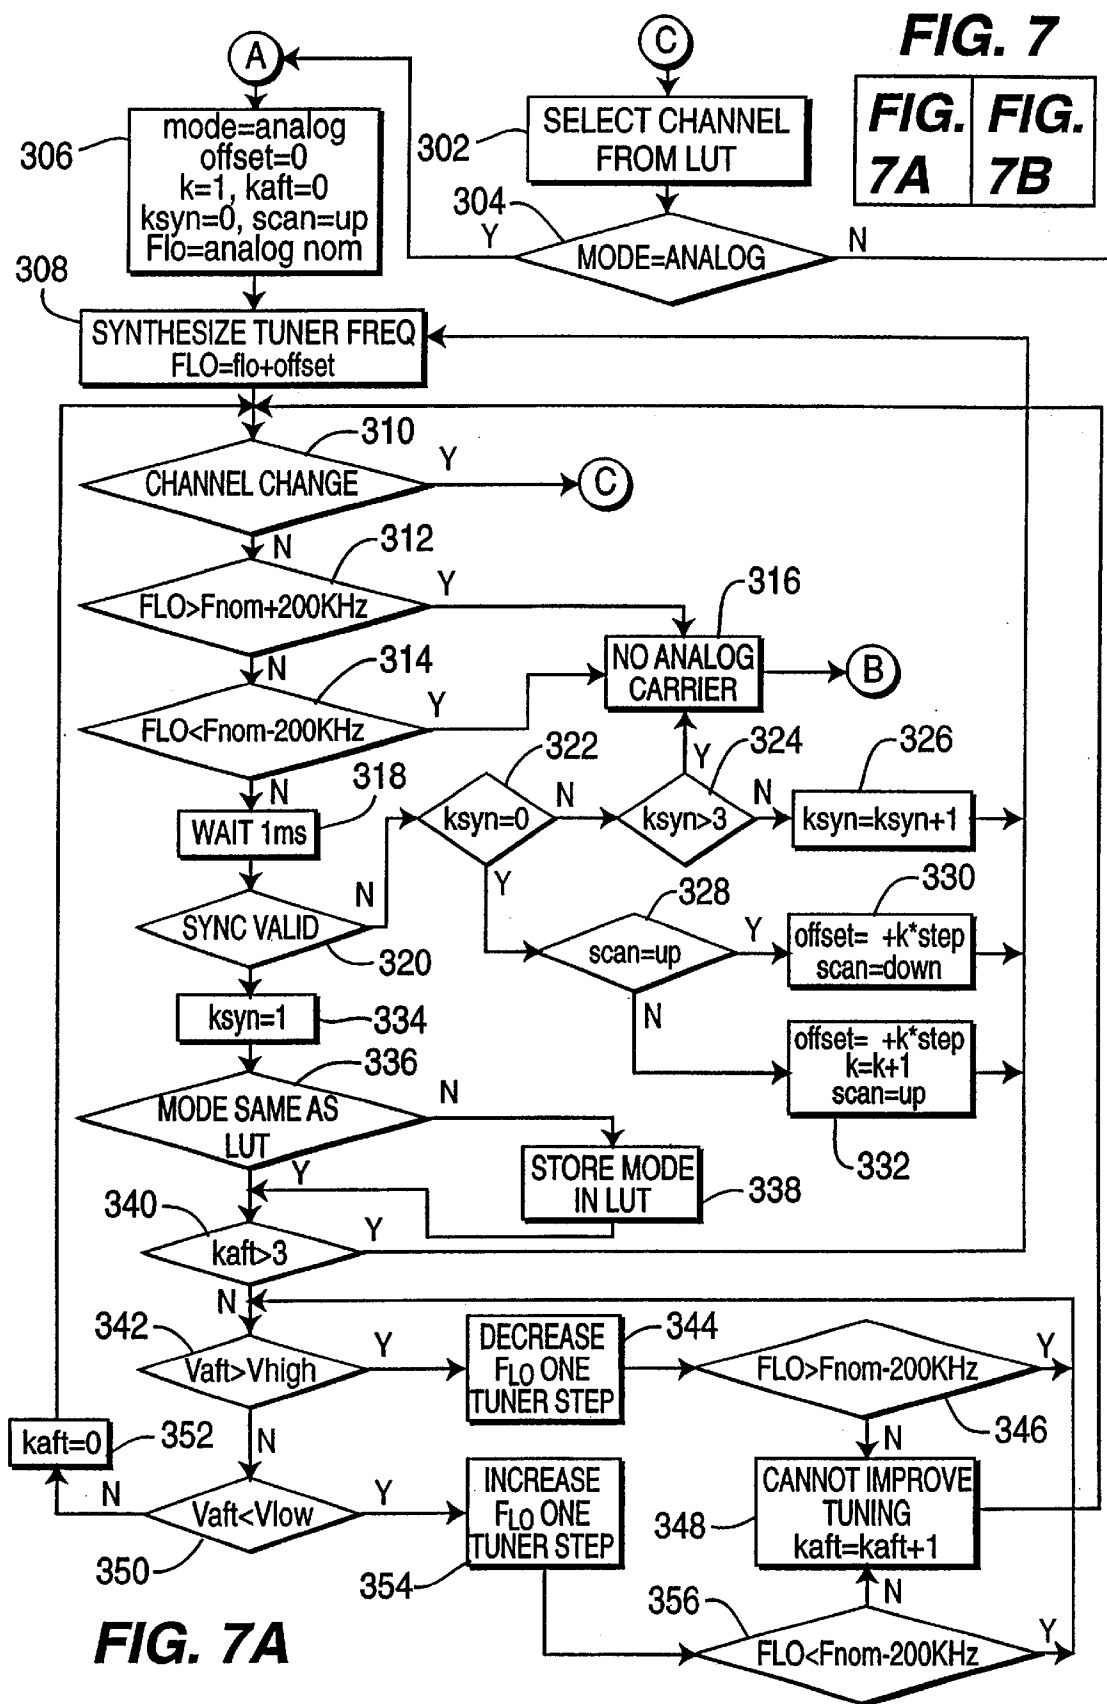 FIG. 7
FIG. 7A
FIG. 7B
A
C
306
mode=analog
offset=0
k=1, kaft=0
ksyn=0, scan=up
Flo=analog nom
302
SELECT CHANNEL
FROM LUT
304
Y
MODE=ANALOG
N
308
SYNTHESIZE TUNER FREQ
FLO=flo+offset
310
CHANNEL CHANGE
Y
C
N
312
FLO>Fnom+200KHz
Y
316
NO ANALOG
CARRIER
B
N
314
FLO<Fnom-200KHz
Y
N
318
WAIT 1ms
322
ksyn=0
N
Y
324
ksyn>3
Y
N
326
ksyn=ksyn+1
SYNC VALID
N
320
328
scan=up
Y
N
330
offset= +k*step
scan=down
ksyn=1
334
offset= +k*step
k=k+1
scan=up
332
336
MODE SAME AS
LUT
N
Y
STORE MODE
IN LUT
338
340
kaft>3
Y
N
342
Vaft>Vhigh
Y
N
DECREASE
FLO ONE
TUNER STEP
344
FLO>Fnom-200KHz
Y
346
N
kaft=0
352
N
Vaft<Vlow
Y
350
INCREASE
FLO ONE
TUNER STEP
354
CANNOT IMPROVE
TUNING
kaft=kaft+1
348
N
356
FLO<Fnom-200KHz
Y
FIG. 7A